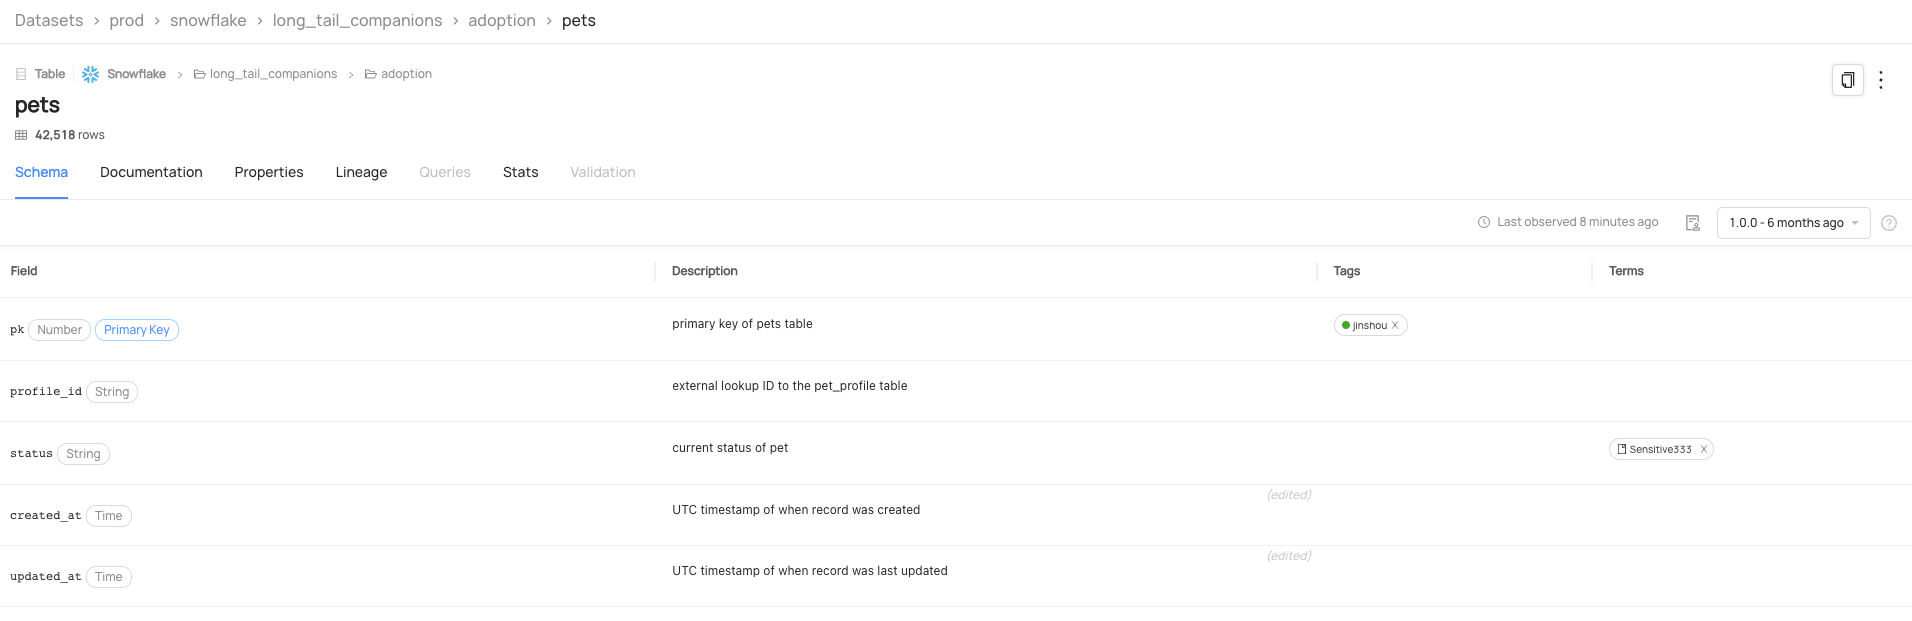 Datasets > prod > snowflake > long_tail_companions > adoption > pets
Table Snowflake > long_tail_companions > adoption
pets
42,518 rows
Schema Documentation Properties Lineage Queries Stats Validation
Last observed 8 minutes ago 1.0.0 - 6 months ago
Field Description Tags Terms
pk Number Primary Key primary key of pets table jinshou X
profile_id String external lookup ID to the pet_profile table
status String current status of pet Sensitive333 X
(edited)
created_at Time UTC timestamp of when record was created
(edited)
updated_at Time UTC timestamp of when record was last updated